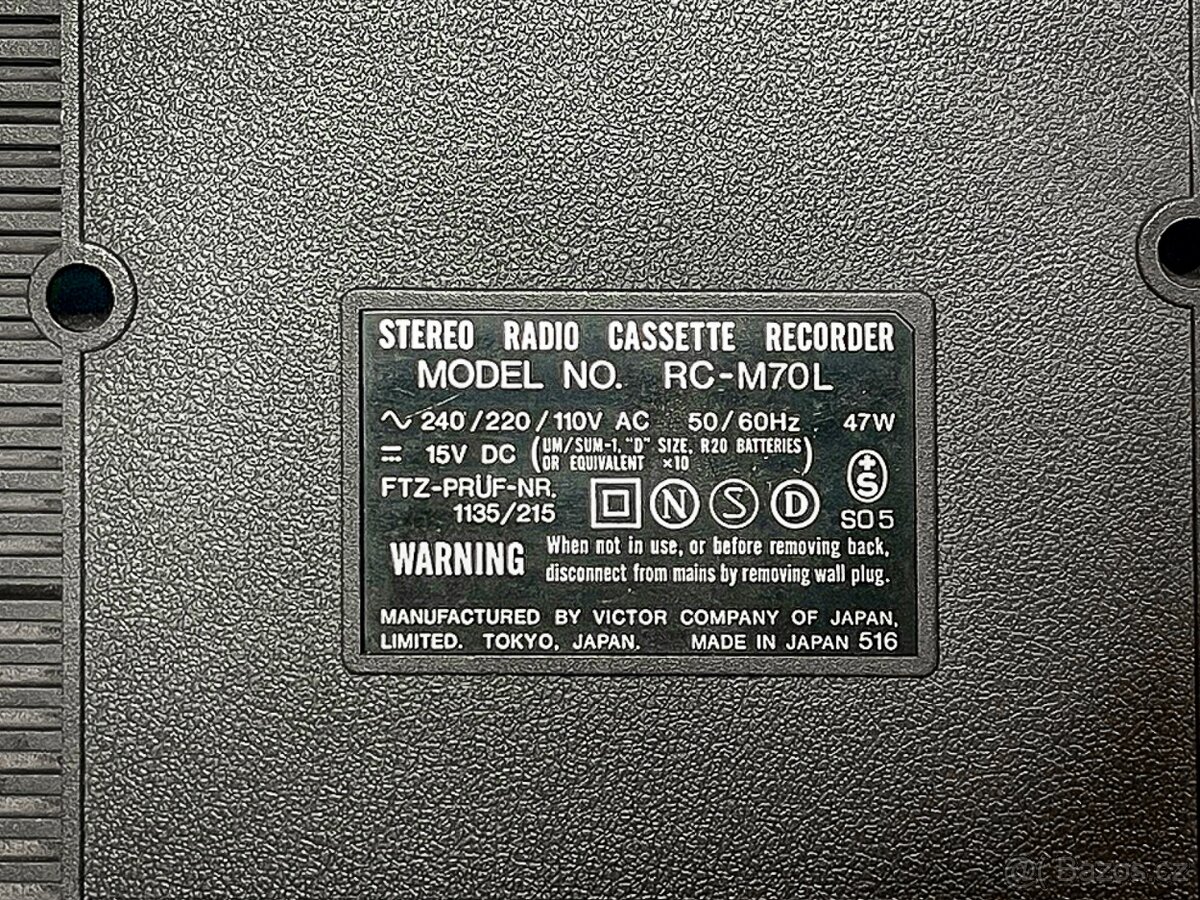 STEREO RADIO CASSETTE RECORDER
MODEL NO. RC-M70L
∿ 240/220/110V AC 50/60Hz. 47W
⎓ 15V DC (UM/SUM-1, "D" SIZE, R20 BATTERIES OR EQUIVALENT ×10)
FTZ-PRÜF-NR.
1135/215
N S D +S
SO5
WARNING When not in use, or before removing back,
disconnect from mains by removing wall plug.
MANUFACTURED BY VICTOR COMPANY OF JAPAN,
LIMITED. TOKYO, JAPAN. MADE IN JAPAN 516
Bazos.cz